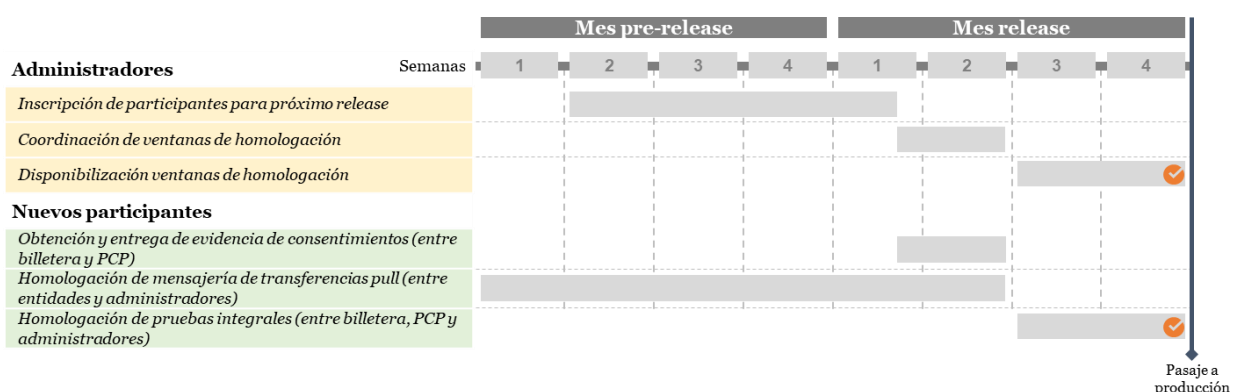 Mes pre-release
Mes release
Administradores
Semanas
1
2
3
4
1
2
3
4
Inscripción de participantes para próximo release
Coordinación de ventanas de homologación
Disponibilización ventanas de homologación
Nuevos participantes
Obtención y entrega de evidencia de consentimientos (entre
billetera y PCP)
Homologación de mensajería de transferencias pull (entre
entidades y administradores)
Homologación de pruebas integrales (entre billetera, PCP y
administradores)
Pasaje a
producción